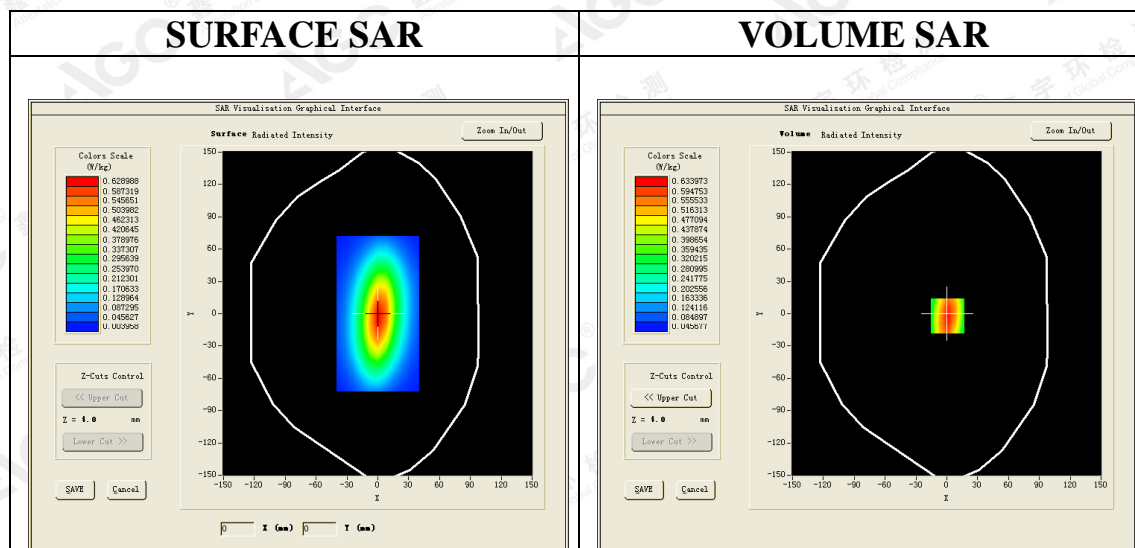 SURFACE SAR
VOLUME SAR
SAR Visualisation Graphical Interface
Surface Radiated Intensity
Zoom In/Out
Colors Scale
(W/kg)
0.628988
0.587319
0.545651
0.503982
0.462313
0.420645
0.378976
0.337307
0.295639
0.253970
0.212301
0.170633
0.128964
0.087295
0.045627
0.003958
150
120
90
60
30
0
-30
-60
-90
-120
-150
Y
-150 -120 -90 -60 -30 0 30 60 90 120 150
X
Z-Cuts Control
<< Upper Cut
Z = 4.0 mm
Lower Cut >>
SAVE Cancel
0 X (mm) 0 Y (mm)
SAR Visualisation Graphical Interface
Volume Radiated Intensity
Zoom In/Out
Colors Scale
(W/kg)
0.633973
0.594753
0.555533
0.516313
0.477094
0.437874
0.398654
0.359435
0.320215
0.280995
0.241775
0.202556
0.163336
0.124116
0.084897
0.045677
150
120
90
60
30
0
-30
-60
-90
-120
-150
Y
-150 -120 -90 -60 -30 0 30 60 90 120 150
X
Z-Cuts Control
<< Upper Cut
Z = 4.0 mm
Lower Cut >>
SAVE Cancel